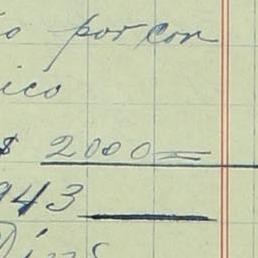 por con
ico
$ 2000=
943